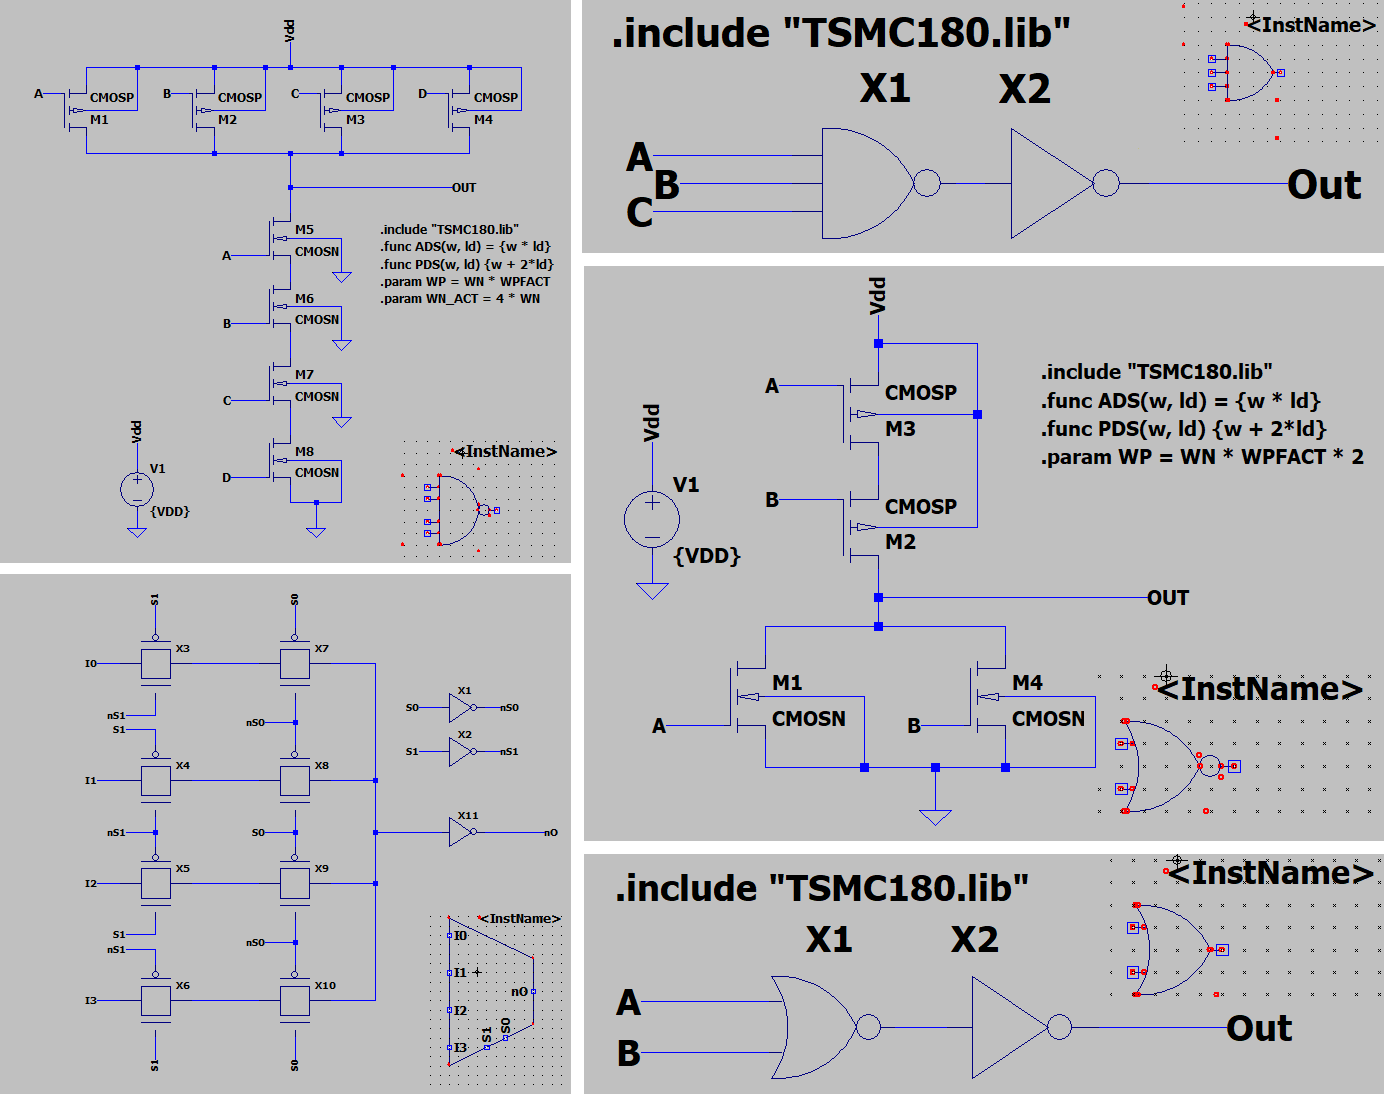 Vdd
A
CMOSP
M1
B
CMOSP
M2
C
CMOSP
M3
D
CMOSP
M4
OUT
M5
CMOSN
A
M6
CMOSN
B
M7
CMOSN
C
M8
CMOSN
D
.include "TSMC180.lib"
.func ADS(w, ld) = {w * ld}
.func PDS(w, ld) {w + 2*ld}
.param WP = WN * WPFACT
.param WN_ACT = 4 * WN
Vdd
V1
{VDD}
<InstName>
.include "TSMC180.lib"
X1
X2
A
B
C
Out
<InstName>
Vdd
A
CMOSP
M3
B
CMOSP
M2
Vdd
V1
{VDD}
.include "TSMC180.lib"
.func ADS(w, ld) = {w * ld}
.func PDS(w, ld) {w + 2*ld}
.param WP = WN * WPFACT * 2
OUT
M1
CMOSN
A
M4
CMOSN
B
<InstName>
S1
S0
I0
X3
X7
nS1
S1
nS0
I1
X4
X8
nS1
S0
I2
X5
X9
S1
nS1
nS0
I3
X6
X10
S1
S0
X1
S0
nS0
X2
S1
nS1
X11
nO
<InstName>
I0
I1
nO
I2
S1
S0
I3
.include "TSMC180.lib"
X1
X2
A
B
Out
<InstName>